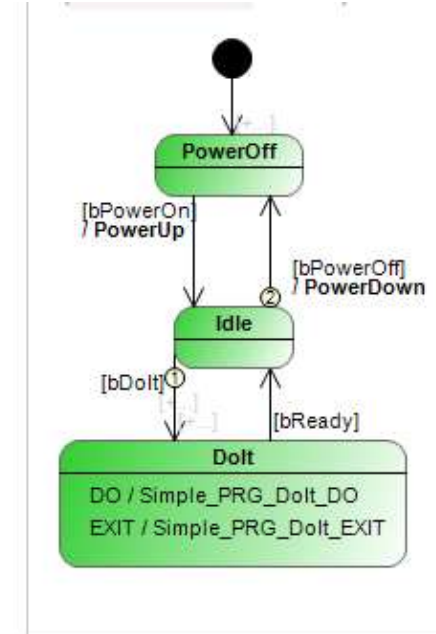 PowerOff
[bPowerOn]
/ PowerUp
[bPowerOff]
/ PowerDown
2
Idle
[bDoIt]
1
[bReady]
DoIt
DO / Simple_PRG_DoIt_DO
EXIT / Simple_PRG_DoIt_EXIT